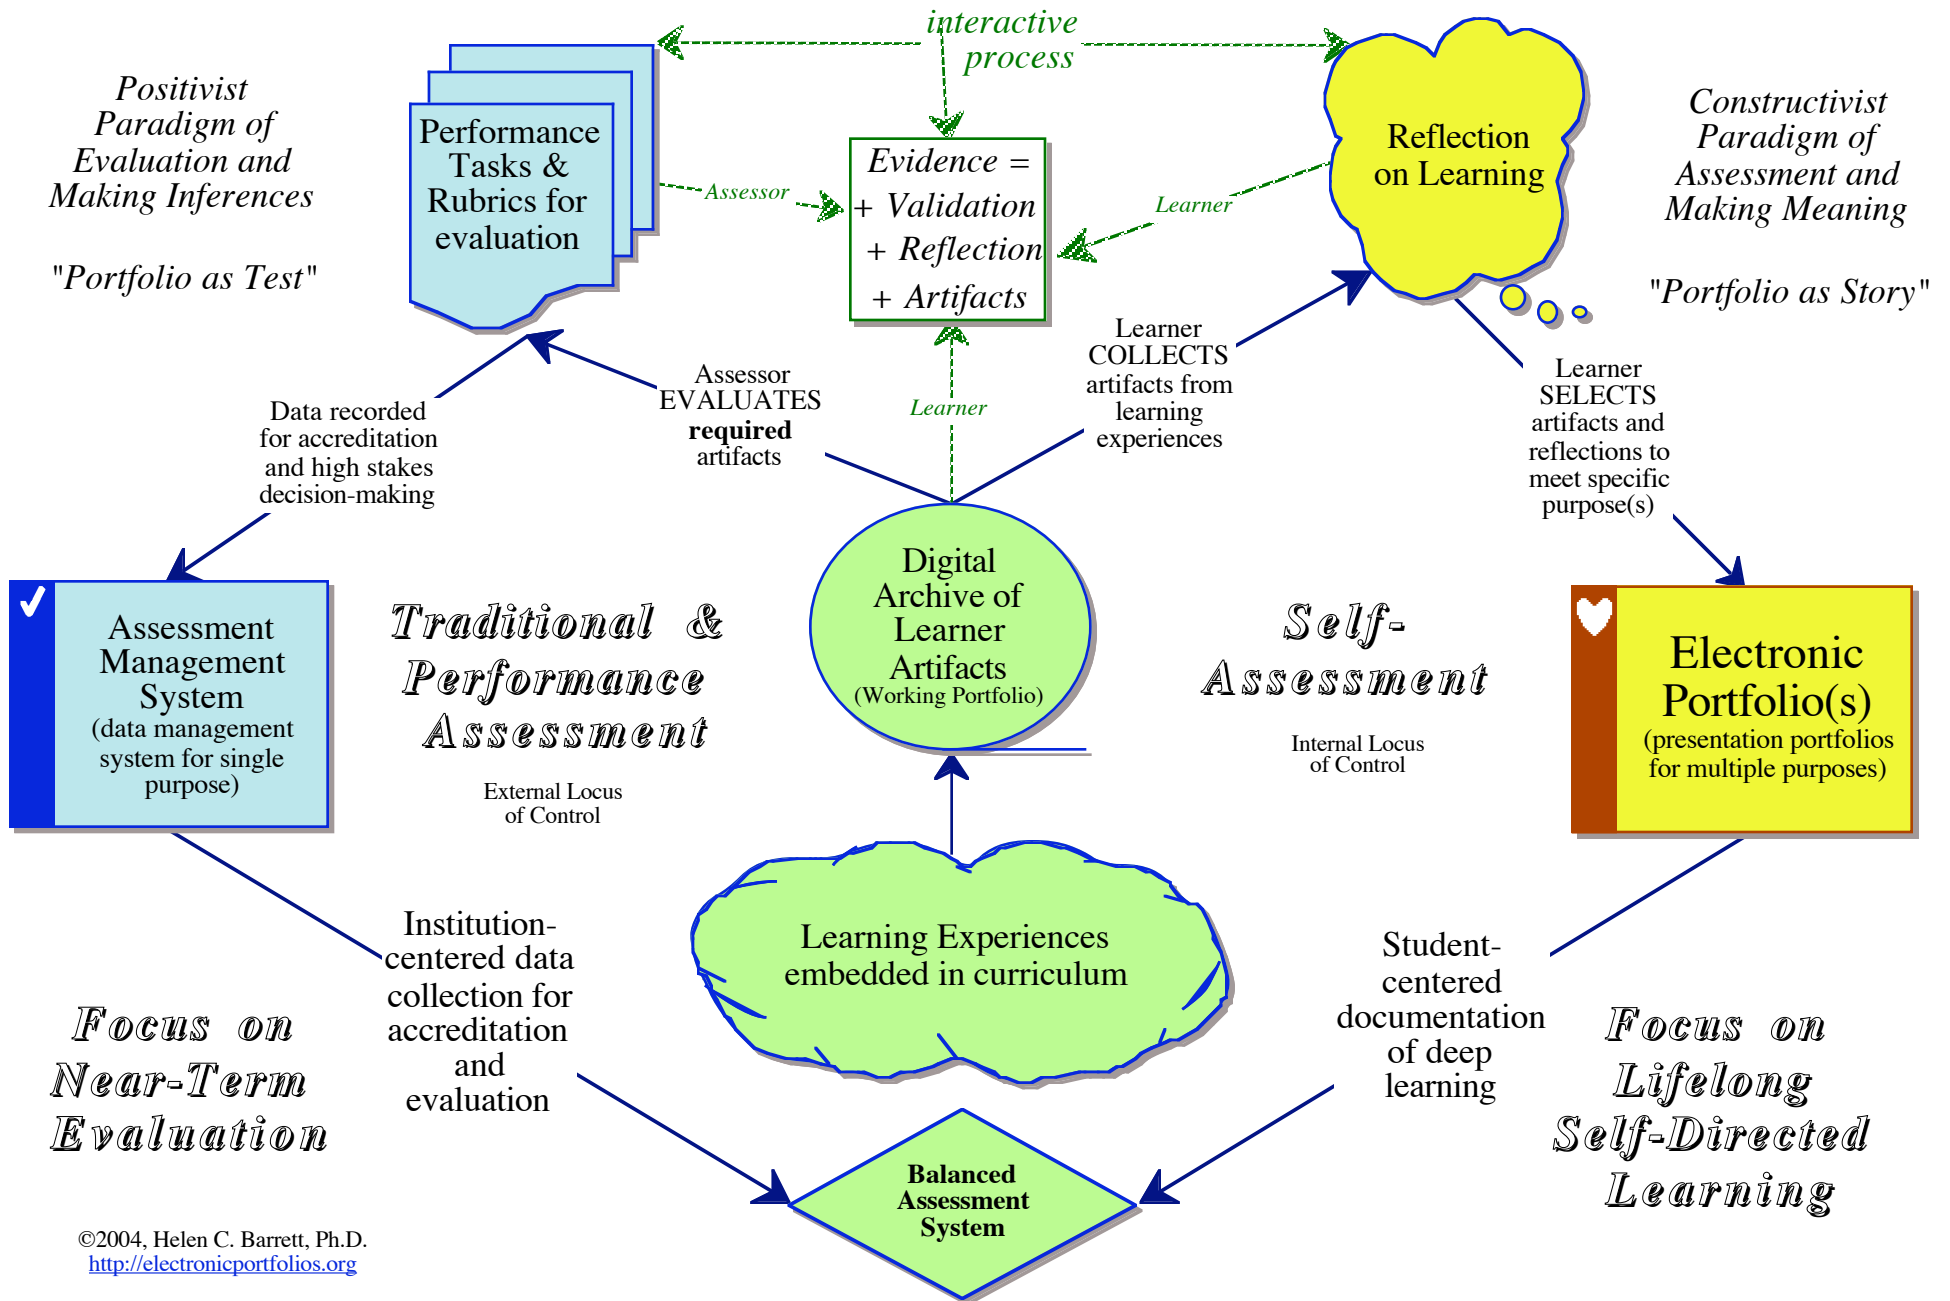 interactive
process
Positivist
Paradigm of
Evaluation and
Making Inferences
"Portfolio as Test"
Performance
Tasks &
Rubrics for
evaluation
Assessor
Evidence =
+ Validation
+ Reflection
+ Artifacts
Learner
Reflection
on Learning
Constructivist
Paradigm of
Assessment and
Making Meaning
"Portfolio as Story"
Data recorded
for accreditation
and high stakes
decision-making
Assessor
EVALUATES
required
artifacts
Learner
Learner
COLLECTS
artifacts from
learning
experiences
Learner
SELECTS
artifacts and
reflections to
meet specific
purpose(s)
Assessment
Management
System
(data management
system for single
purpose)
Traditional &
Performance
Assessment
External Locus
of Control
Digital
Archive of
Learner
Artifacts
(Working Portfolio)
Self-
Assessment
Internal Locus
of Control
Electronic
Portfolio(s)
(presentation portfolios
for multiple purposes)
Institution-
centered data
collection for
accreditation
and
evaluation
Learning Experiences
embedded in curriculum
Student-
centered
documentation
of deep
learning
Focus on
Near-Term
Evaluation
Focus on
Lifelong
Self-Directed
Learning
Balanced
Assessment
System
©2004, Helen C. Barrett, Ph.D.
http://electronicportfolios.org